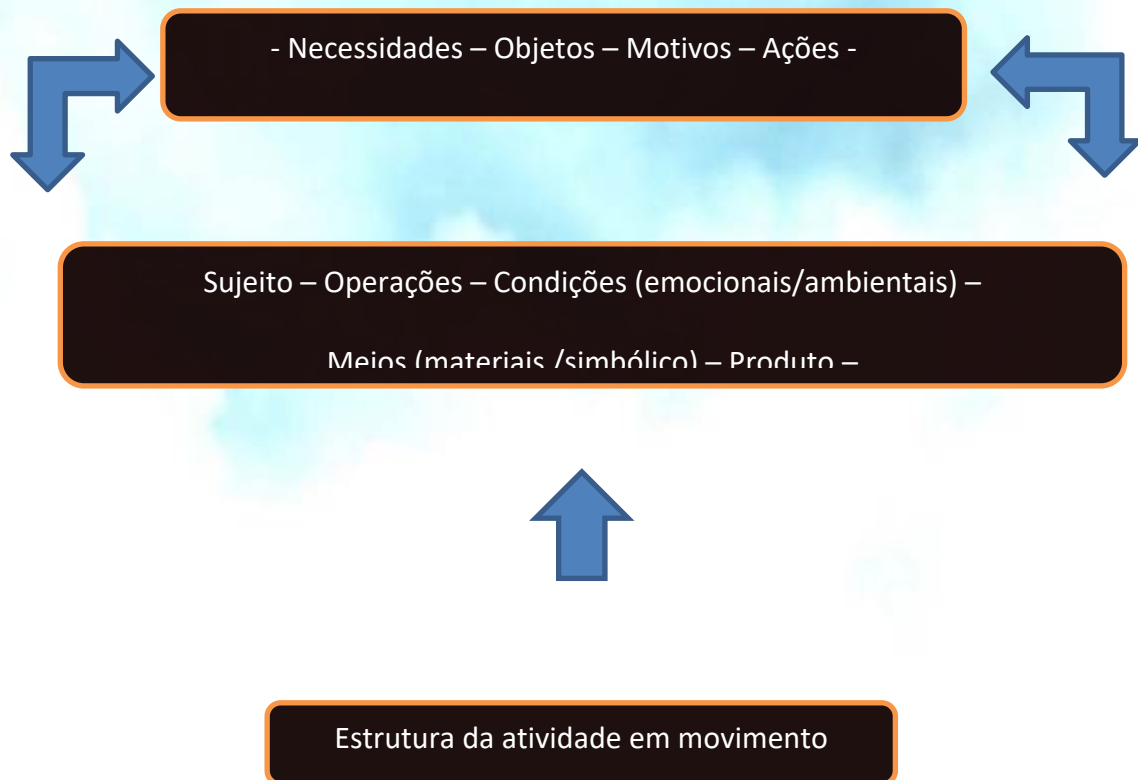 - Necessidades – Objetos – Motivos – Ações -
Sujeito – Operações – Condições (emocionais/ambientais) –
Meios (materiais /simbólico) – Produto –
Estrutura da atividade em movimento